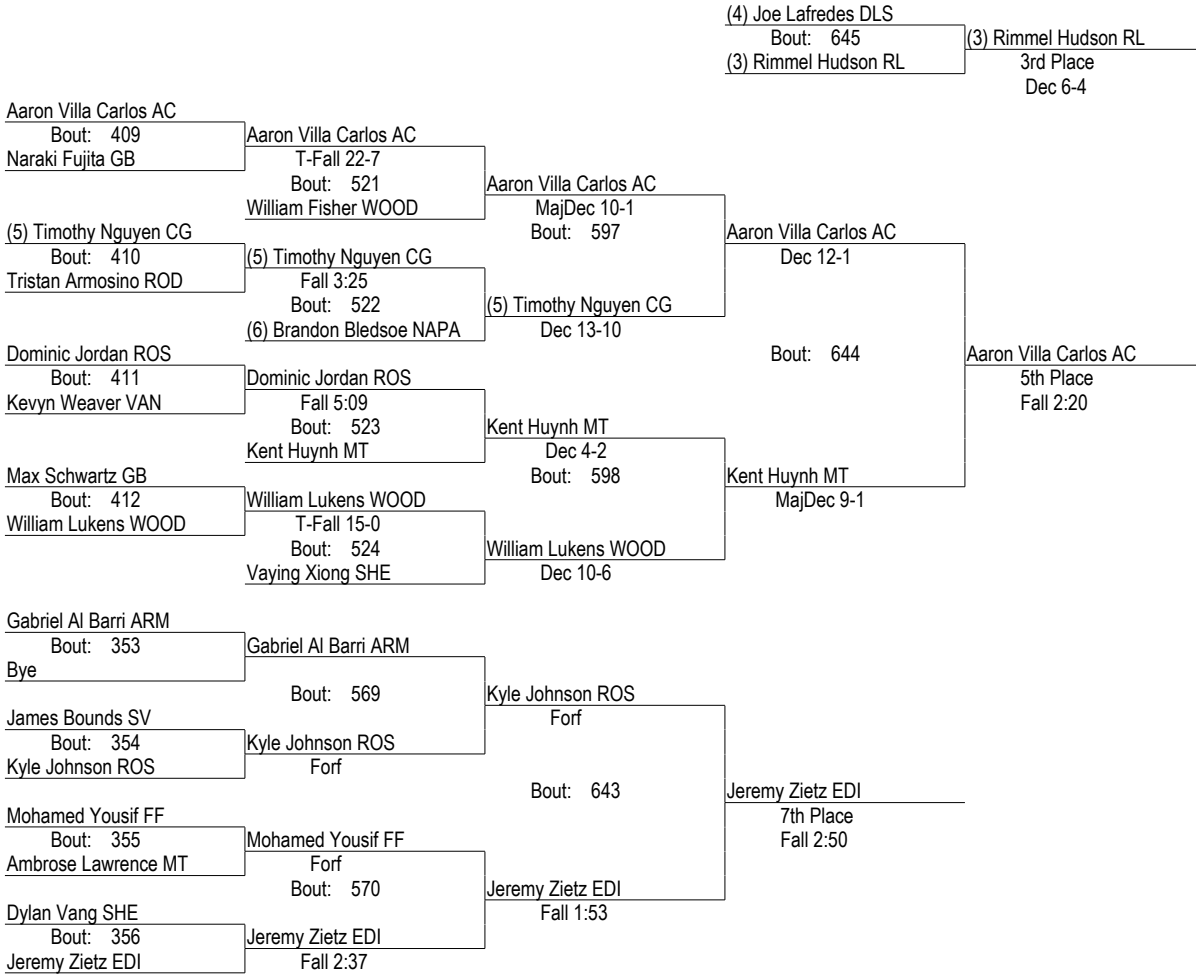 (4) Joe Lafredes DLS
Bout: 645
(3) Rimmel Hudson RL
(3) Rimmel Hudson RL
3rd Place
Dec 6-4
Aaron Villa Carlos AC
Bout: 409
Naraki Fujita GB
(5) Timothy Nguyen CG
Bout: 410
Tristan Armosino ROD
Dominic Jordan ROS
Bout: 411
Kevyn Weaver VAN
Max Schwartz GB
Bout: 412
William Lukens WOOD
Aaron Villa Carlos AC
T-Fall 22-7
Bout: 521
William Fisher WOOD
(5) Timothy Nguyen CG
Fall 3:25
Bout: 522
(6) Brandon Bledsoe NAPA
Dominic Jordan ROS
Fall 5:09
Bout: 523
Kent Huynh MT
William Lukens WOOD
T-Fall 15-0
Bout: 524
Vaying Xiong SHE
Aaron Villa Carlos AC
MajDec 10-1
Bout: 597
(5) Timothy Nguyen CG
Dec 13-10
Kent Huynh MT
Dec 4-2
Bout: 598
William Lukens WOOD
Dec 10-6
Aaron Villa Carlos AC
Dec 12-1
Bout: 644
Kent Huynh MT
MajDec 9-1
Aaron Villa Carlos AC
5th Place
Fall 2:20
Gabriel Al Barri ARM
Bout: 353
Bye
James Bounds SV
Bout: 354
Kyle Johnson ROS
Mohamed Yousif FF
Bout: 355
Ambrose Lawrence MT
Dylan Vang SHE
Bout: 356
Jeremy Zietz EDI
Gabriel Al Barri ARM
Bout: 569
Kyle Johnson ROS
Forf
Mohamed Yousif FF
Forf
Bout: 570
Jeremy Zietz EDI
Fall 2:37
Kyle Johnson ROS
Forf
Bout: 643
Jeremy Zietz EDI
Fall 1:53
Jeremy Zietz EDI
7th Place
Fall 2:50